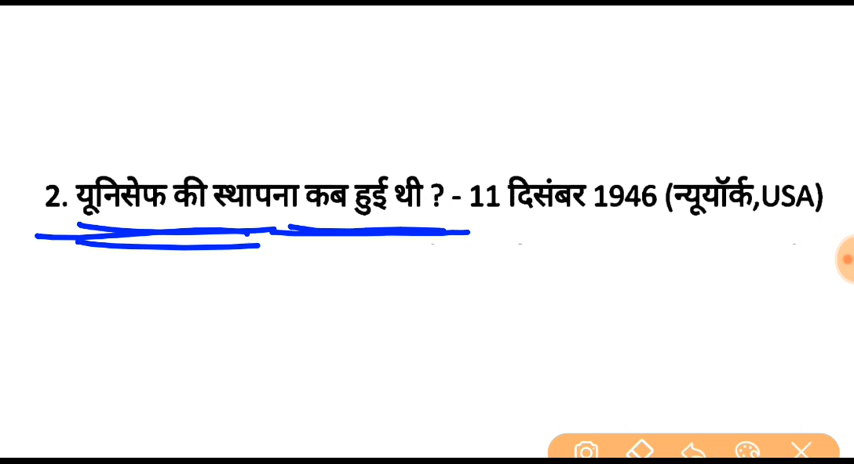 2. यूनिसेफ की स्थापना कब हुई थी ? - 11 दिसंबर 1946 (न्यूयॉर्क,USA)